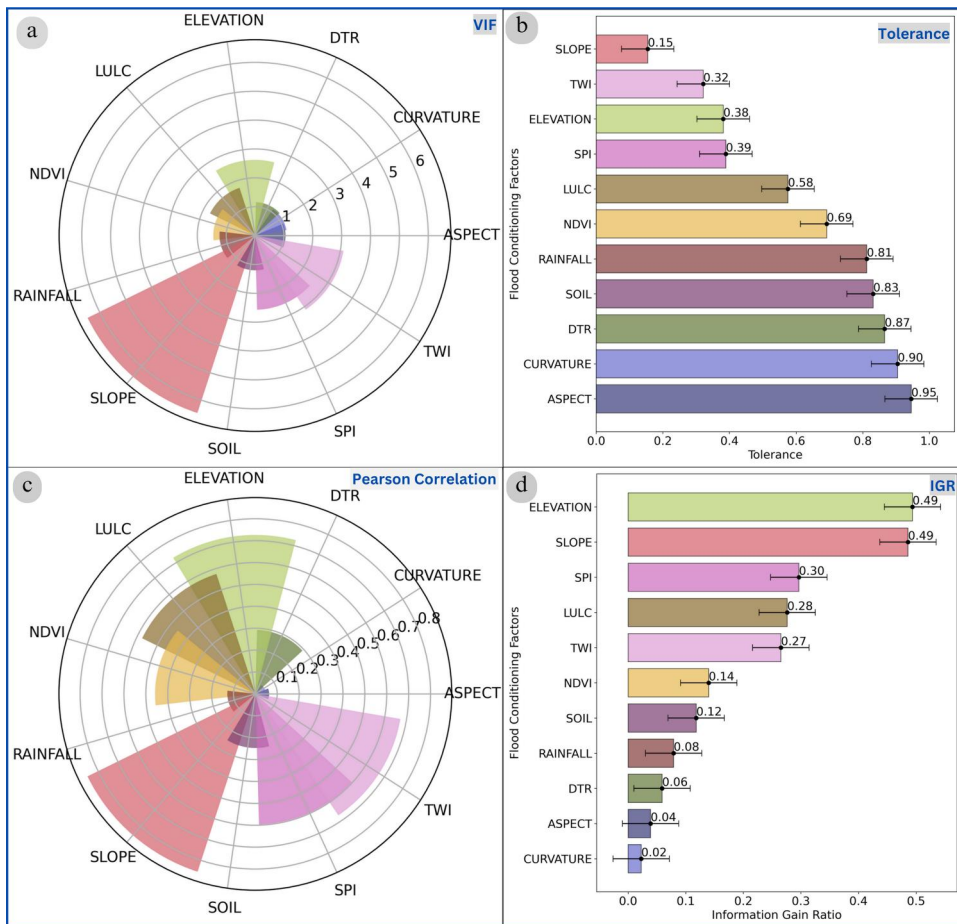 a
VIF
ELEVATION
DTR
LULC
CURVATURE
NDVI
1
2
3
4
5
6
ASPECT
RAINFALL
TWI
SLOPE
SPI
SOIL
b
Tolerance
Flood Conditioning Factors
SLOPE
0.15
TWI
0.32
ELEVATION
0.38
SPI
0.39
LULC
0.58
NDVI
0.69
RAINFALL
0.81
SOIL
0.83
DTR
0.87
CURVATURE
0.90
ASPECT
0.95
0.0 0.2 0.4 0.6 0.8 1.0
Tolerance
c
Pearson Correlation
ELEVATION
DTR
LULC
CURVATURE
NDVI
0.1
0.2
0.3
0.4
0.5
0.6
0.7
0.8
ASPECT
RAINFALL
TWI
SLOPE
SPI
SOIL
d
IGR
Flood Conditioning Factors
ELEVATION
0.49
SLOPE
0.49
SPI
0.30
LULC
0.28
TWI
0.27
NDVI
0.14
SOIL
0.12
RAINFALL
0.08
DTR
0.06
ASPECT
0.04
CURVATURE
0.02
0.0 0.1 0.2 0.3 0.4 0.5
Information Gain Ratio